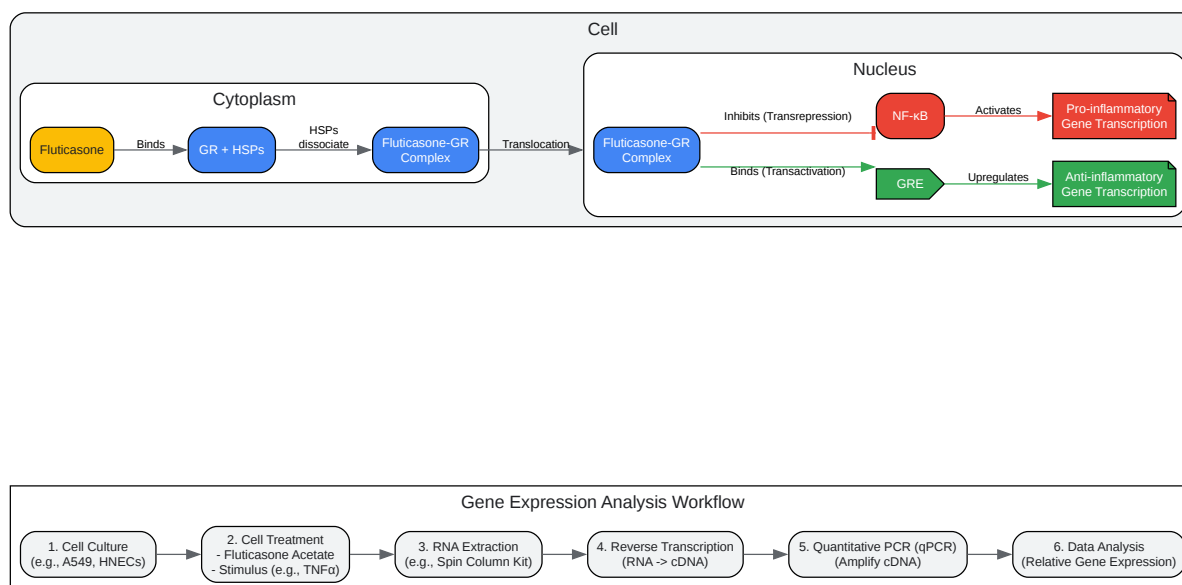 Cell
Nucleus
Cytoplasm
Fluticasone
Binds
GR + HSPs
HSPs
dissociate
Fluticasone-GR
Complex
Translocation
Fluticasone-GR
Complex
Inhibits (Transrepression)
NF-κB
Activates
Pro-inflammatory
Gene Transcription
Binds (Transactivation)
GRE
Upregulates
Anti-inflammatory
Gene Transcription
Gene Expression Analysis Workflow
1. Cell Culture
(e.g., A549, HNECs)
2. Cell Treatment
- Fluticasone Acetate
- Stimulus (e.g., TNFα)
3. RNA Extraction
(e.g., Spin Column Kit)
4. Reverse Transcription
(RNA -> cDNA)
5. Quantitative PCR (qPCR)
(Amplify cDNA)
6. Data Analysis
(Relative Gene Expression)